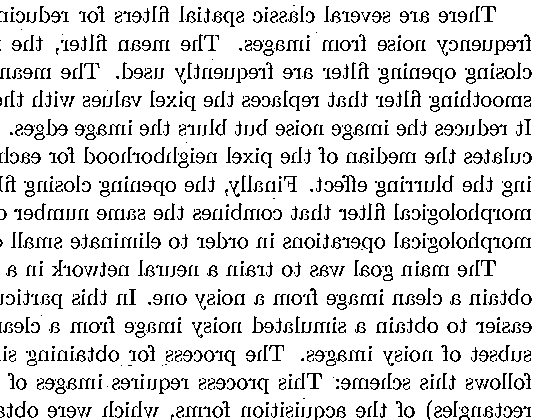 There are several classic spatial filters for reducin
frequency noise from images. The mean filter, the
closing opening filter are frequently used. The mean
smoothing filter that replaces the pixel values with the
It reduces the image noise but blurs the image edges.
culates the median of the pixel neighborhood for each
ing the blurring effect. Finally, the opening closing fil
morphological filter that combines the same number o
morphological operations in order to eliminate small
The main goal was to train a neural network in a
obtain a clean image from a noisy one. In this particu
easier to obtain a simulated noisy image from a clean
subset of noisy images. The process for obtaining si
follows this scheme: This process requires images of
rectangles) of the acquisition forms, which were obta